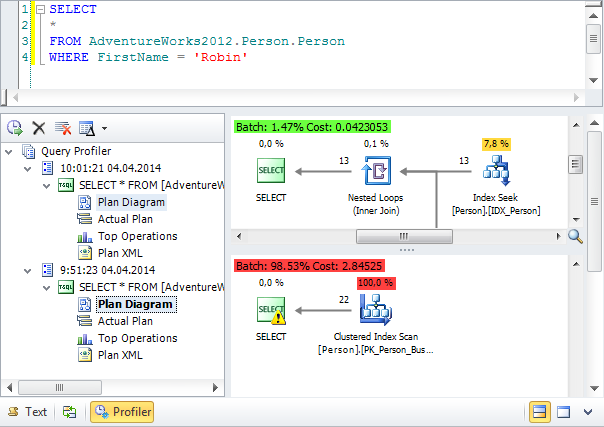 1 SELECT
2 *
3 FROM AdventureWorks2012.Person.Person
4 WHERE FirstName = 'Robin'
Query Profiler
10:01:21 04.04.2014
T-SQL SELECT * FROM [AdventureW
Plan Diagram
Actual Plan
Top Operations
Plan XML
9:51:23 04.04.2014
T-SQL SELECT * FROM [AdventureW
Plan Diagram
Actual Plan
Top Operations
Plan XML
Batch: 1.47% Cost: 0.0423053
0,0 % 0,1 % 7,8 %
SELECT 13 13
SELECT Nested Loops Index Seek
(Inner Join) [Person].[IDX_Person]
Batch: 98.53% Cost: 2.84525
0,0 % 100,0 %
SELECT 22
SELECT Clustered Index Scan
[Person].[PK_Person_Bus...
Text Profiler